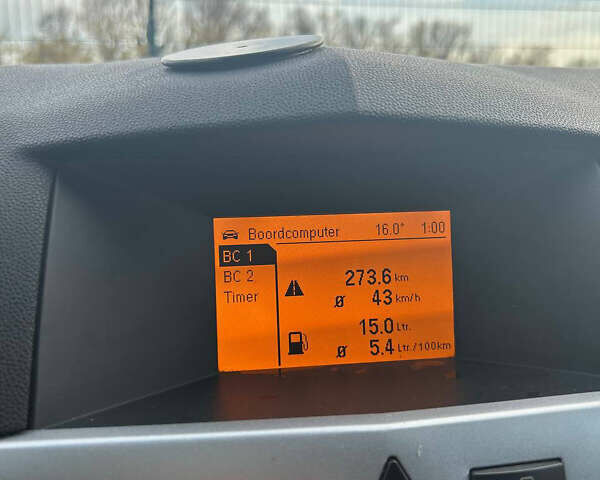 Boordcomputer 16.0° 1:00
BC 1
BC 2
Timer
273.6 km
Ø 43 km/h
15.0 Ltr.
Ø 5.4 Ltr./100km